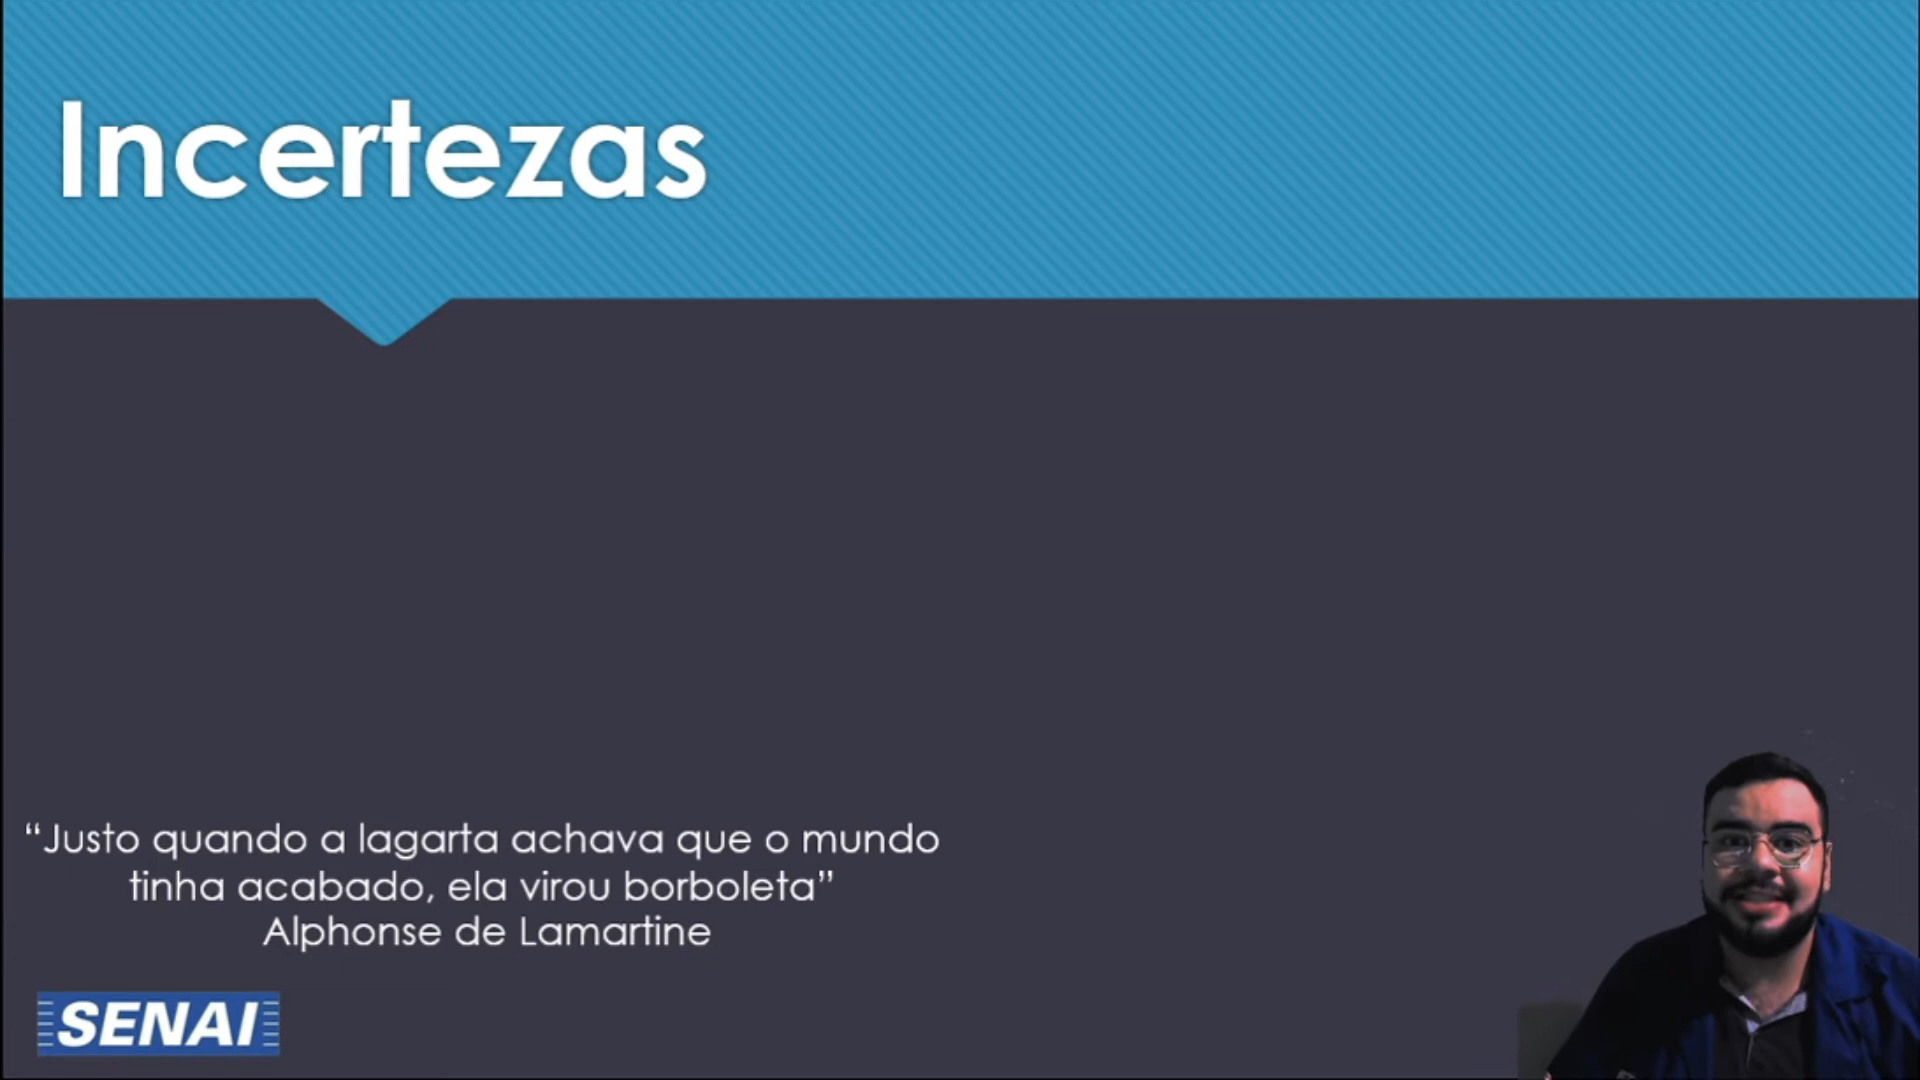 Incertezas
“Justo quando a lagarta achava que o mundo
tinha acabado, ela virou borboleta”
Alphonse de Lamartine
SENAI